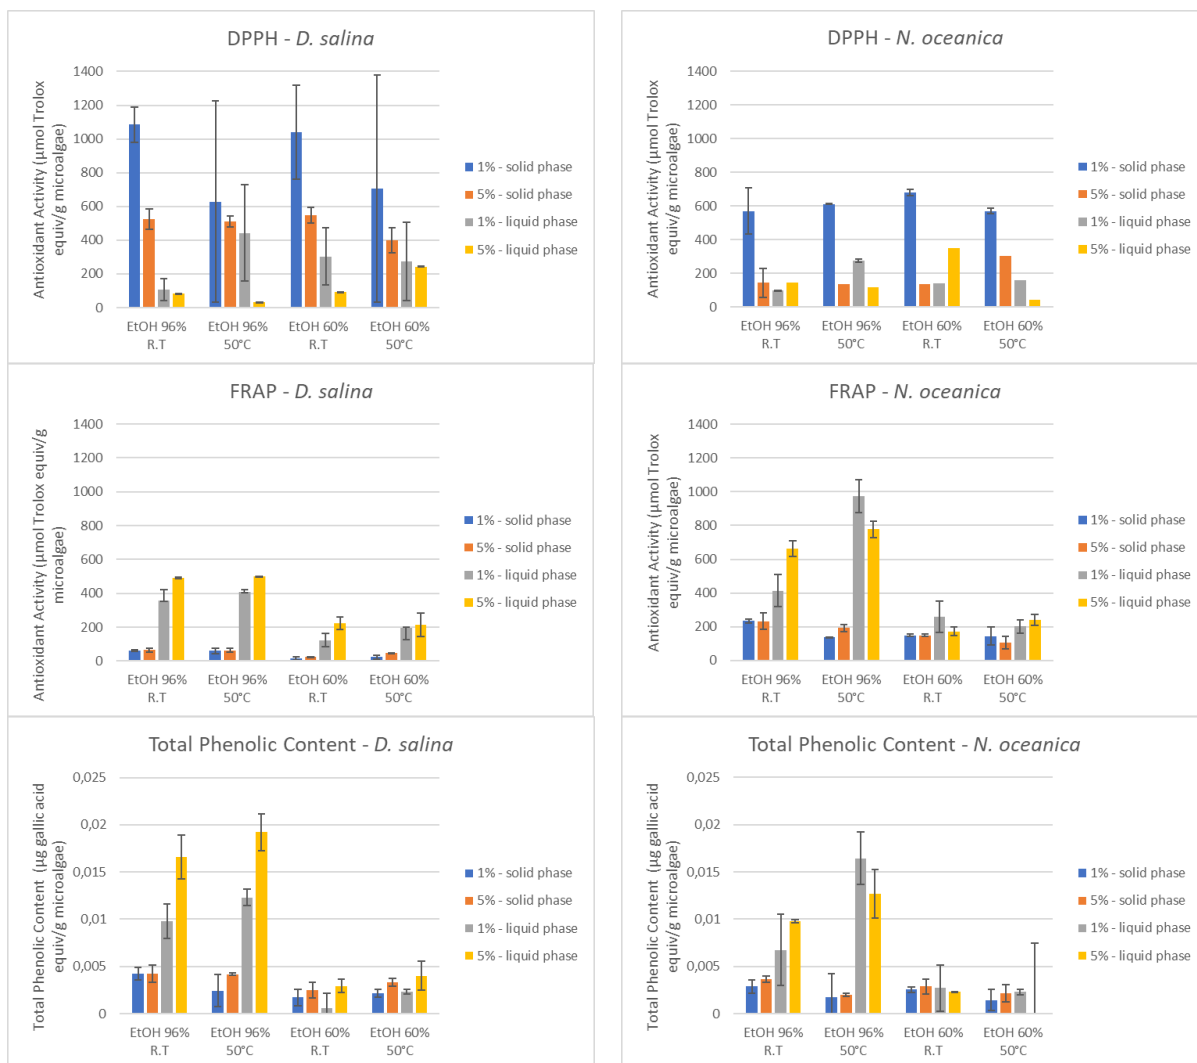 DPPH - D. salina
Antioxidant Activity (µmol Trolox
equiv/g microalgae)
1400
1200
1000
800
600
400
200
0
EtOH 96%
R.T
EtOH 96%
50°C
EtOH 60%
R.T
EtOH 60%
50°C
1% - solid phase
5% - solid phase
1% - liquid phase
5% - liquid phase
DPPH - N. oceanica
Antioxidant Activity (µmol Trolox
equiv/g microalgae)
1400
1200
1000
800
600
400
200
0
EtOH 96%
R.T
EtOH 96%
50°C
EtOH 60%
R.T
EtOH 60%
50°C
1% - solid phase
5% - solid phase
1% - liquid phase
5% - liquid phase
FRAP - D. salina
Antioxidant Activity (µmol Trolox equiv/g
microalgae)
1400
1200
1000
800
600
400
200
0
EtOH 96%
R.T
EtOH 96%
50°C
EtOH 60%
R.T
EtOH 60%
50°C
1% - solid phase
5% - solid phase
1% - liquid phase
5% - liquid phase
FRAP - N. oceanica
Antioxidant Activity (µmol Trolox
equiv/g microalgae)
1400
1200
1000
800
600
400
200
0
EtOH 96%
R.T
EtOH 96%
50°C
EtOH 60%
R.T
EtOH 60%
50°C
1% - solid phase
5% - solid phase
1% - liquid phase
5% - liquid phase
Total Phenolic Content - D. salina
Total Phenolic Content (µg gallic acid
equiv/g microalgae)
0,025
0,02
0,015
0,01
0,005
0
EtOH 96%
R.T
EtOH 96%
50°C
EtOH 60%
R.T
EtOH 60%
50°C
1% - solid phase
5% - solid phase
1% - liquid phase
5% - liquid phase
Total Phenolic Content - N. oceanica
Total Phenolic Content (µg gallic acid
equiv/g microalgae)
0,025
0,02
0,015
0,01
0,005
0
EtOH 96%
R.T
EtOH 96%
50°C
EtOH 60%
R.T
EtOH 60%
50°C
1% - solid phase
5% - solid phase
1% - liquid phase
5% - liquid phase